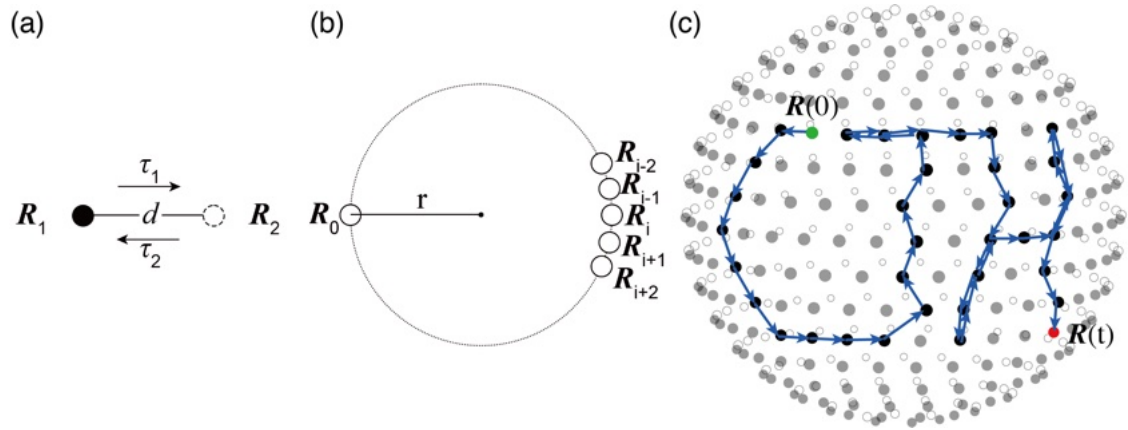 (a)
τ₁
R₁
d
R₂
τ₂
(b)
R₀
r
Rᵢ₋₂
Rᵢ₋₁
Rᵢ
Rᵢ₊₁
Rᵢ₊₂
(c)
R(0)
R(t)